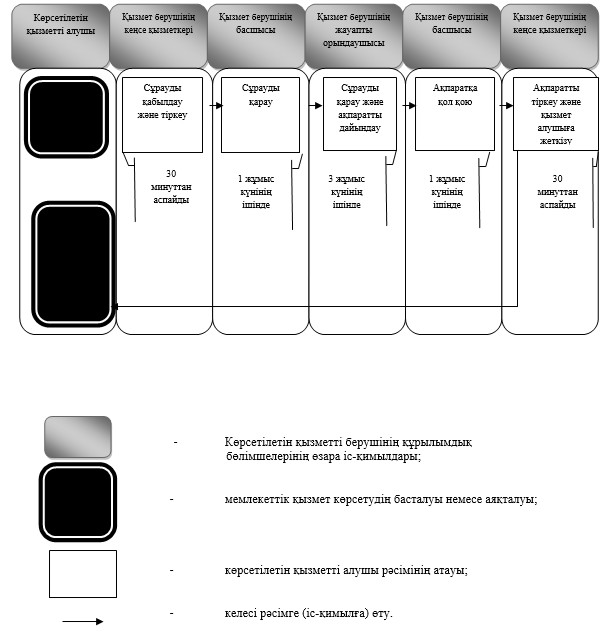 Көрсетілетін
қызметті алушы
Қызмет берушінің
кеңсе қызметкері
Қызмет берушінің
басшысы
Қызмет берушінің
жауапты
орындаушысы
Қызмет берушінің
басшысы
Қызмет берушінің
кеңсе қызметкері
Сұрауды
қабылдау
және тіркеу
Сұрауды
қарау
Сұрауды
қарау және
ақпаратты
дайындау
Ақпаратқа
қол қою
Ақпаратты
тіркеу және
қызмет
алушыға
жеткізу
30
минуттан
аспайды
1 жұмыс
күнінің
ішінде
3 жұмыс
күнінің
ішінде
1 жұмыс
күнінің
ішінде
30
минуттан
аспайды
- Көрсетілетін қызметті берушінің құрылымдық
бөлімшелерінің өзара іс-қимылдары;
- мемлекеттік қызмет көрсетудің басталуы немесе аяқталуы;
- көрсетілетін қызметті алушы рәсімінің атауы;
- келесі рәсімге (іс-қимылға) өту.